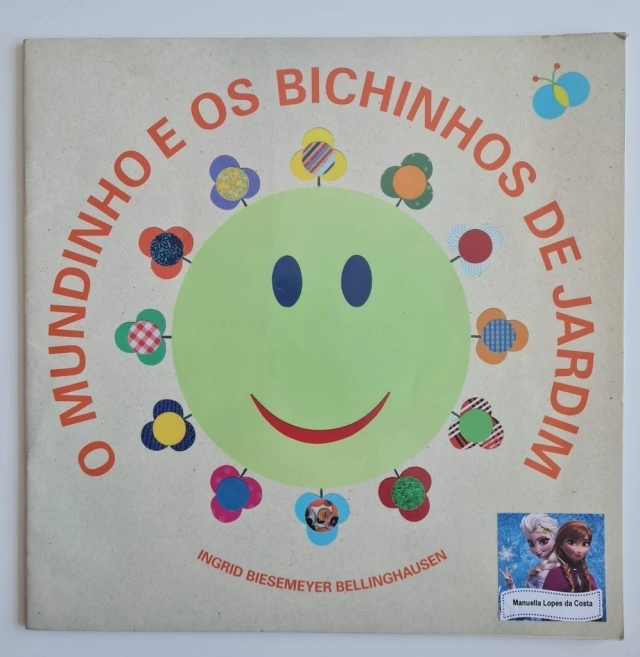 O MUNDINHO E OS BICHINHOS DE JARDIM
INGRID BIESEMEYER BELLINGHAUSEN
Manuella Lopes da Costa